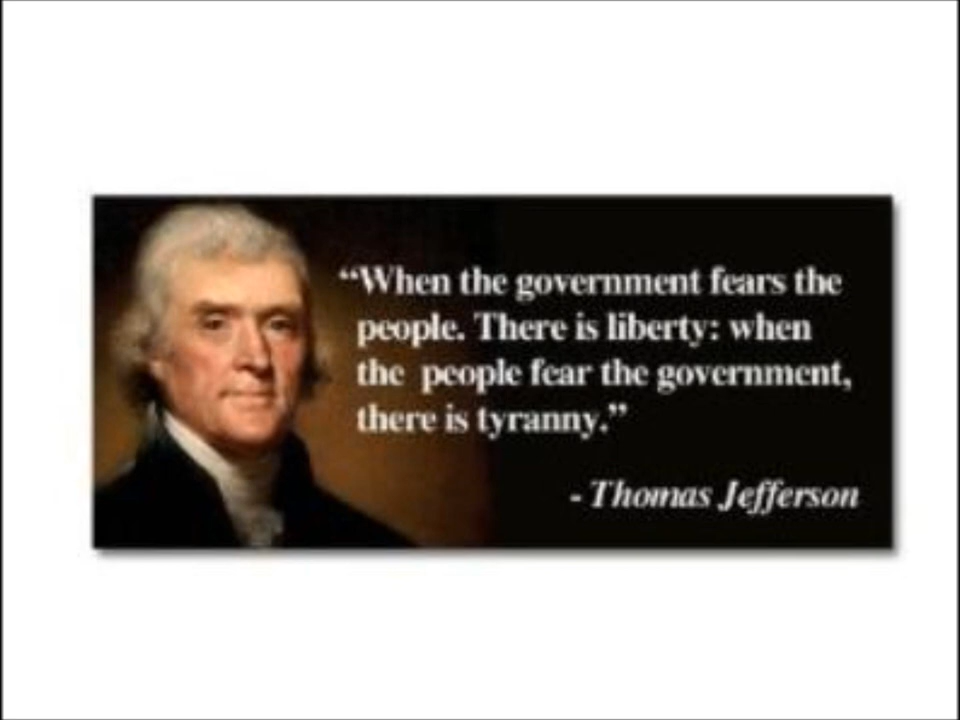 “When the government fears the
people. There is liberty: when
the people fear the government,
there is tyranny.”
- Thomas Jefferson